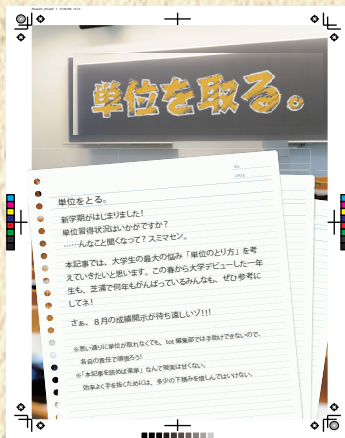 単位を取る。
No.
DATE
単位をとる。
新学期がはじまりました！
単位習得状況はいかがですか？
……んなこと聞くなって？スミマセン。
本記事では、大学生の最大の悩み「単位のとり方」を考
えていきたいと思います。この春から大学デビューした一年
生も、芝浦で何年もがんばっているみんなも、ぜひ参考に
してネ！
さぁ、８月の成績開示が待ち遠しいゾ!!!
※思い通りに単位が取れなくても、tot 編集部では手助けできないので、
各自の責任で頑張ろう！
※「本記事を読めば楽単」なんて現実は甘くない。
効率よく手を抜くためには、多少の下積みを惜しんではいけない。